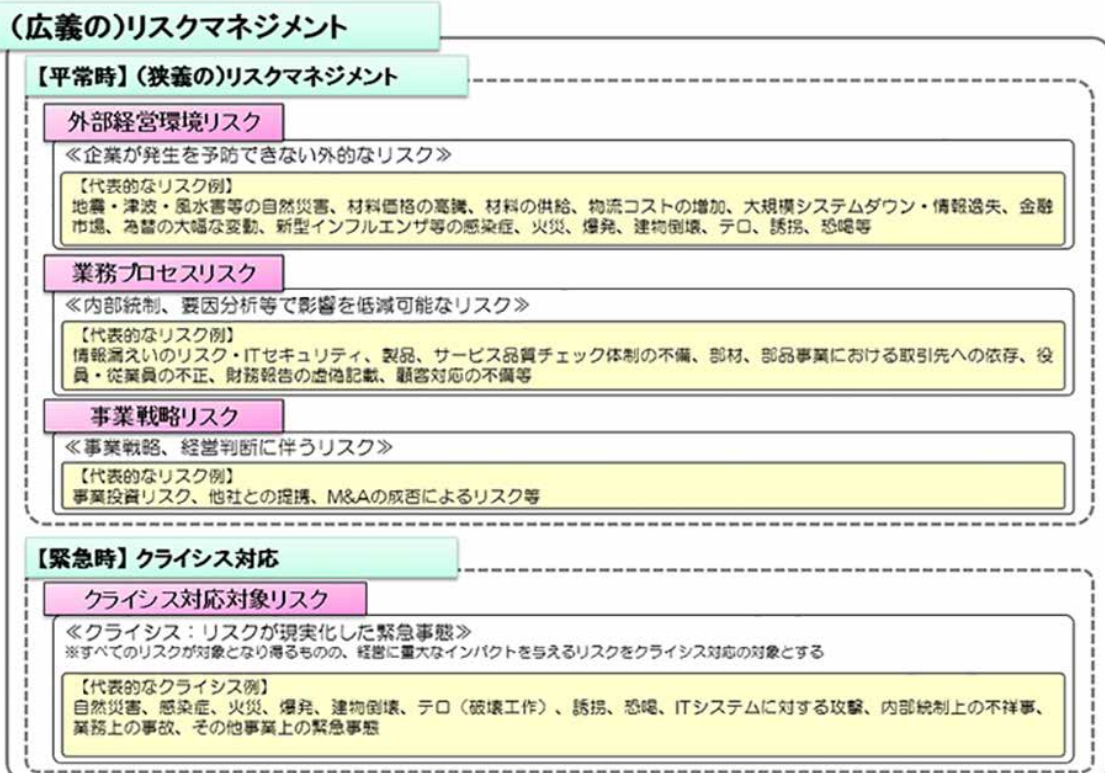 （広義の）リスクマネジメント
【平常時】（狭義の）リスクマネジメント
外部経営環境リスク
≪企業が発生を予防できない外的なリスク≫
【代表的なリスク例】
地震・津波・風水害等の自然災害、材料価格の高騰、材料の供給、物流コストの増加、大規模システムダウン・情報逸失、金融
市場、為替の大幅な変動、新型インフルエンザ等の感染症、火災、爆発、建物倒壊、テロ、誘拐、恐喝等
業務プロセスリスク
≪内部統制、要因分析等で影響を低減可能なリスク≫
【代表的なリスク例】
情報漏えいのリスク・ITセキュリティ、製品、サービス品質チェック体制の不備、部材、部品事業における取引先への依存、役
員・従業員の不正、財務報告の虚偽記載、顧客対応の不備等
事業戦略リスク
≪事業戦略、経営判断に伴うリスク≫
【代表的なリスク例】
事業投資リスク、他社との提携、M&Aの成否によるリスク等
【緊急時】クライシス対応
クライシス対応対象リスク
≪クライシス：リスクが現実化した緊急事態≫
※すべてのリスクが対象となり得るものの、経営に重大なインパクトを与えるリスクをクライシス対応の対象とする
【代表的なクライシス例】
自然災害、感染症、火災、爆発、建物倒壊、テロ（破壊工作）、誘拐、恐喝、ITシステムに対する攻撃、内部統制上の不祥事、
業務上の事故、その他事業上の緊急事態